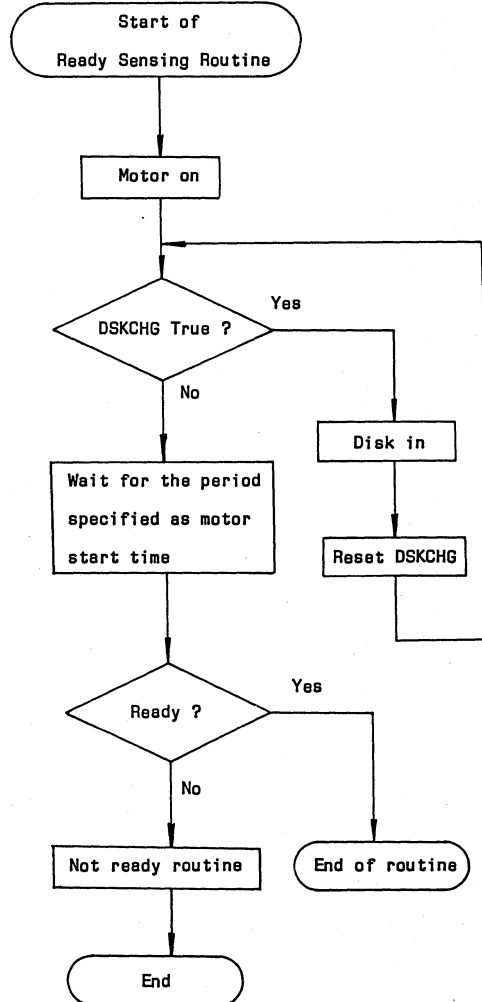 Start of
Ready Sensing Routine
Motor on
DSKCHG True ?
Yes
No
Disk in
Wait for the period
specified as motor
start time
Reset DSKCHG
Yes
Ready ?
No
Not ready routine
End of routine
End